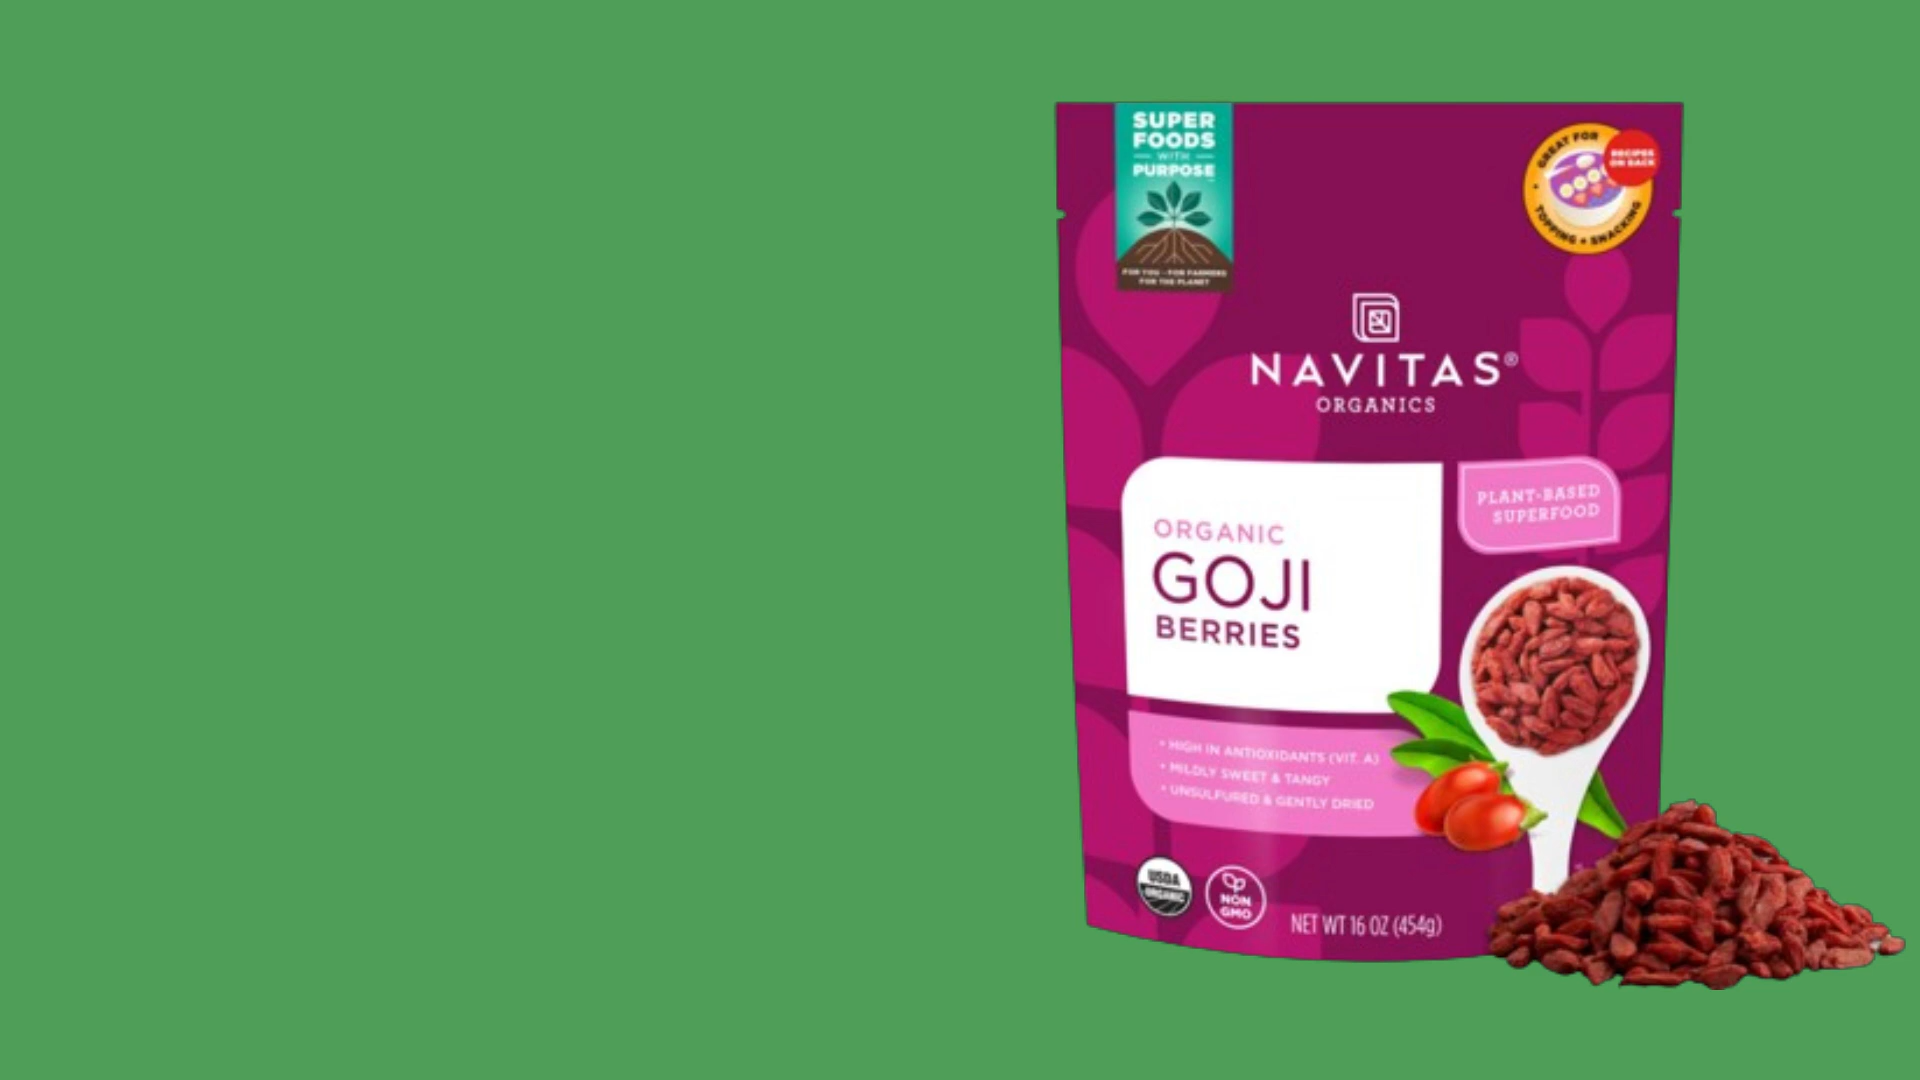 SUPER
FOODS
WITH
PURPOSE
FOR YOU - FOR FARMERS
FOR THE PLANET
GREAT FOR
TOPPING + SNACKING
RECIPES
ON BACK
NAVITAS®
ORGANICS
PLANT-BASED
SUPERFOOD
ORGANIC
GOJI
BERRIES
• HIGH IN ANTIOXIDANTS (VIT. A)
• MILDLY SWEET & TANGY
• UNSULFURED & GENTLY DRIED
USDA
ORGANIC
NON
GMO
NET WT 16 OZ (454g)